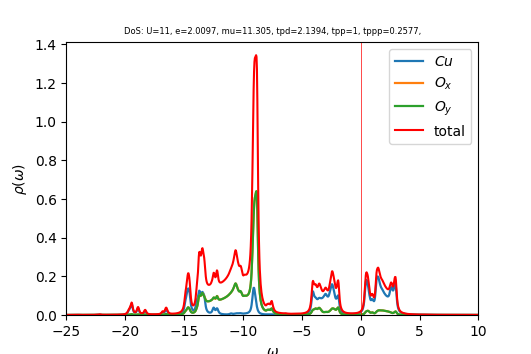 DoS: U=11, e=2.0097, mu=11.305, tpd=2.1394, tpp=1, tppp=0.2577,
1.4
1.2
1.0
0.8
0.6
0.4
0.2
0.0
ρ(ω)
Cu
O_x
O_y
total
−25 −20 −15 −10 −5 0 5 10
ω